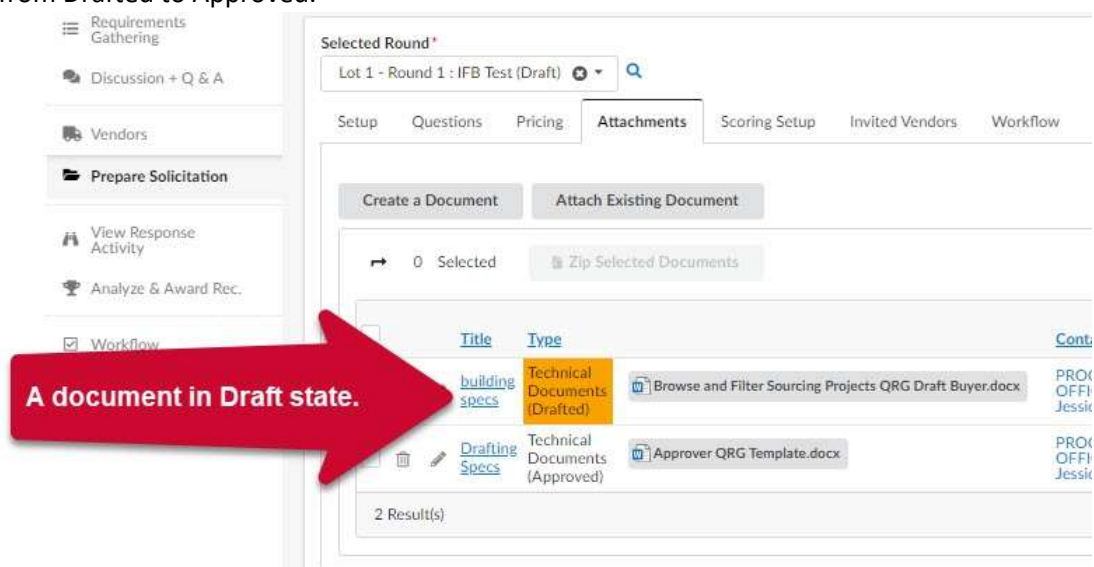 from Drafted to Approved.
Requirements
Gathering
Discussion + Q & A
Vendors
Prepare Solicitation
View Response
Activity
Analyze & Award Rec.
Workflow
Selected Round*
Lot 1 - Round 1 : IFB Test (Draft)
Setup Questions Pricing Attachments Scoring Setup Invited Vendors Workflow
Create a Document Attach Existing Document
0 Selected Zip Selected Documents
Title Type
A document in Draft state.
building
specs
Technical
Documents
(Drafted)
Browse and Filter Sourcing Projects QRG Draft Buyer.docx
Drafting
Specs
Technical
Documents
(Approved)
Approver QRG Template.docx
2 Result(s)